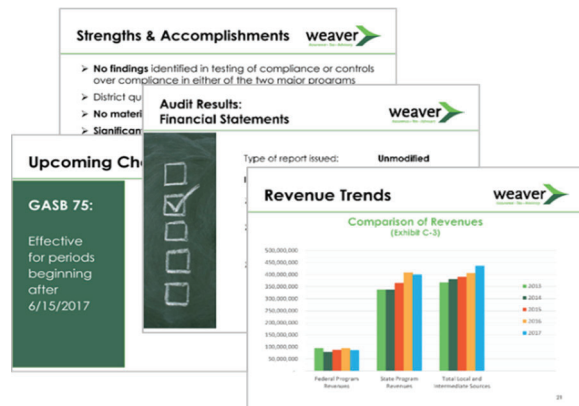 Strengths & Accomplishments
weaver
➤ No findings identified in testing of compliance or controls
over compliance in either of the two major programs
➤ District qu
➤ No materi
➤ Significan
Audit Results:
Financial Statements
weaver
Type of report issued: Unmodified
Upcoming Ch
GASB 75:
Effective
for periods
beginning
after
6/15/2017
Revenue Trends
weaver
Comparison of Revenues
(Exhibit C-3)
500,000,000
450,000,000
400,000,000
350,000,000
300,000,000
250,000,000
200,000,000
150,000,000
100,000,000
50,000,000
-
Federal Program
Revenues
State Program
Revenues
Total Local and
Intermediate Sources
2013
2014
2015
2016
2017